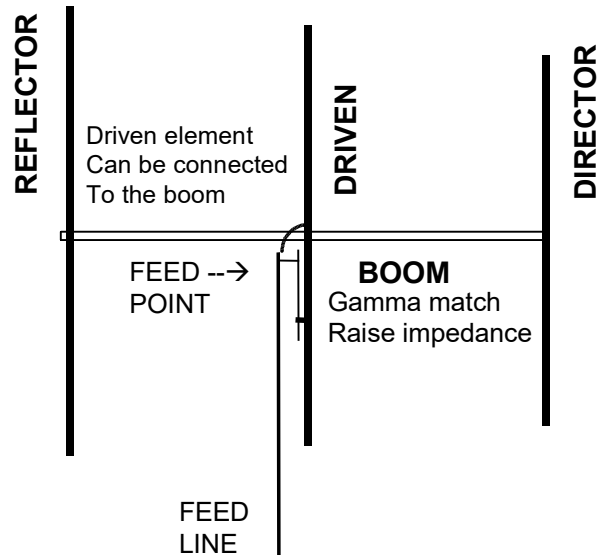 REFLECTOR
Driven element
Can be connected
To the boom
DRIVEN
DIRECTOR
FEED --→
POINT
BOOM
Gamma match
Raise impedance
FEED
LINE